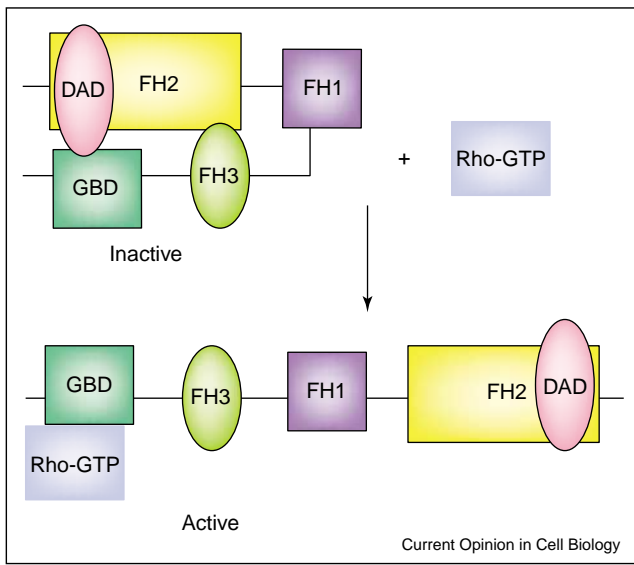 DAD
FH2
FH1
GBD
FH3
+
Rho-GTP
Inactive
GBD
FH3
FH1
FH2
DAD
Rho-GTP
Active
Current Opinion in Cell Biology